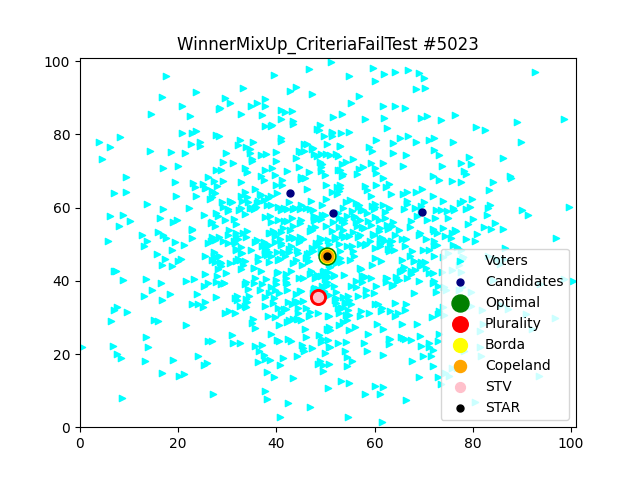 WinnerMixUp_CriteriaFailTest #5023
100
80
60
40
20
0
0
20
40
60
80
100
Voters
Candidates
Optimal
Plurality
Borda
Copeland
STV
STAR